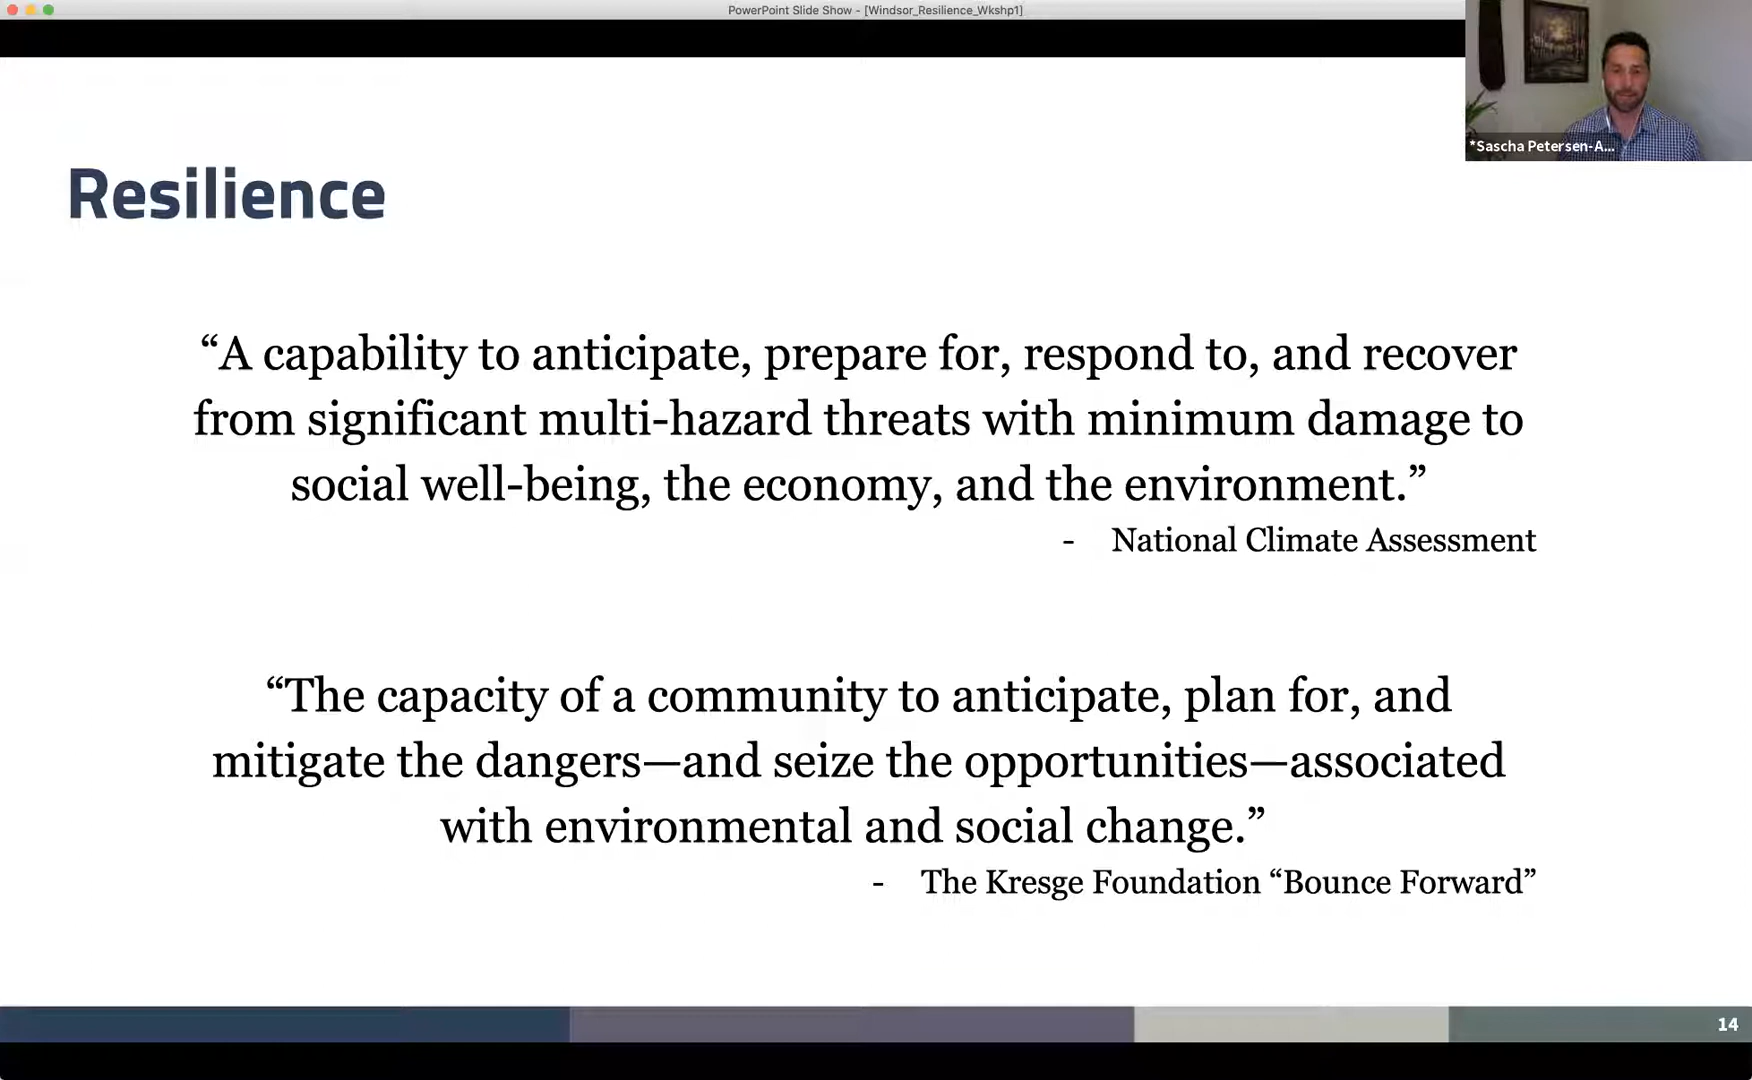 PowerPoint Slide Show - [Windsor_Resilience_Wkshp1]
*Sascha Petersen-A...
Resilience
“A capability to anticipate, prepare for, respond to, and recover
from significant multi-hazard threats with minimum damage to
social well-being, the economy, and the environment.”
- National Climate Assessment
“The capacity of a community to anticipate, plan for, and
mitigate the dangers—and seize the opportunities—associated
with environmental and social change.”
- The Kresge Foundation “Bounce Forward”
14